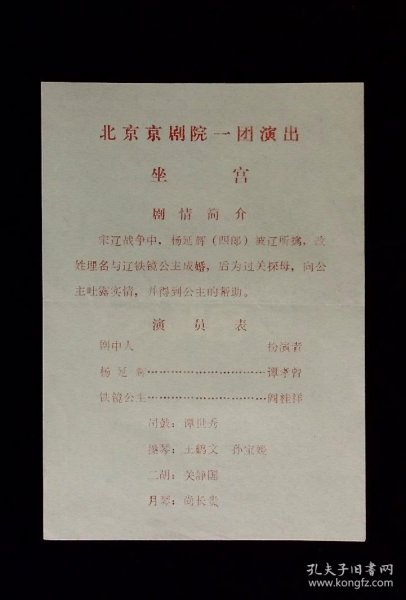 北京京剧院一团演出
坐 宫
剧情简介
宋辽战争中，杨延辉（四郎）被辽所擒，改
姓埋名与辽铁镜公主成婚，后为过关探母，向公
主吐露实情，并得到公主的帮助。
演员表
剧中人 扮演者
杨延辉……………………………谭孝曾
铁镜公主…………………………阎桂祥
司鼓：谭世秀
操琴：王鹤文 孙宝媛
二胡：关静国
月琴：尚长贵
孔夫子旧书网
www.kongfz.com